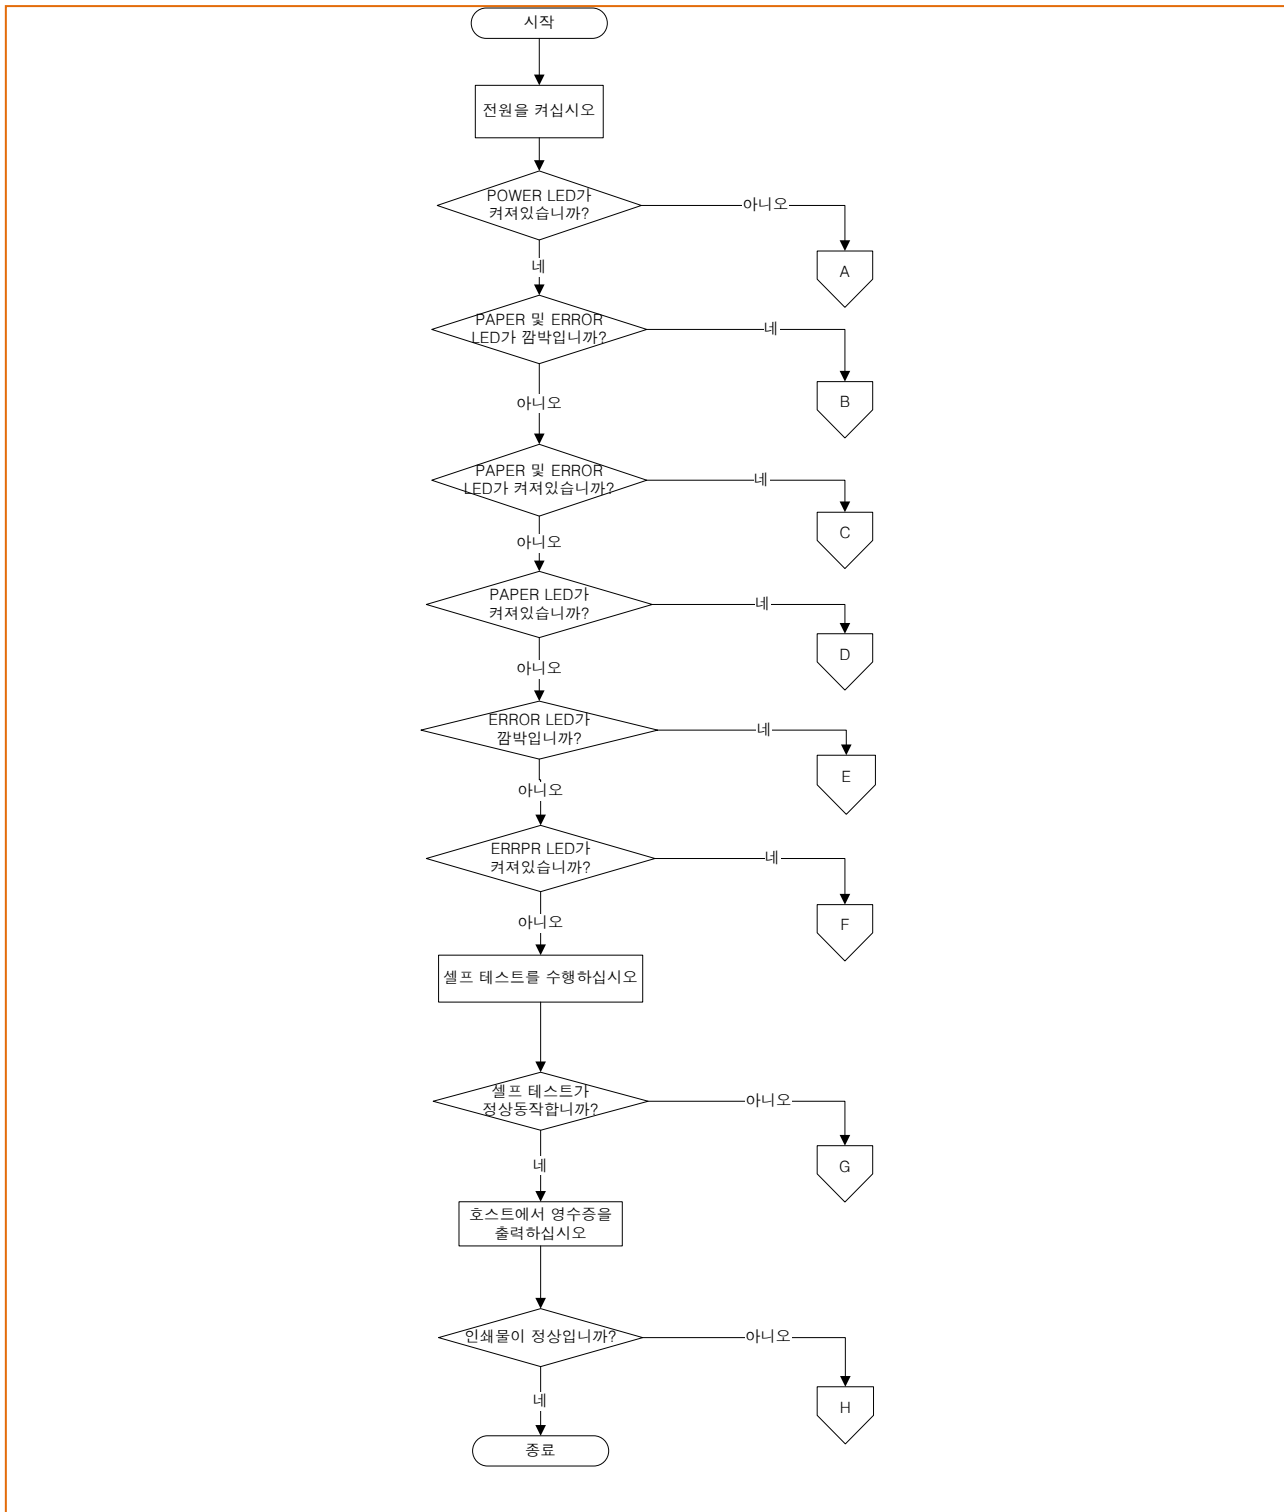 시작
전원을 켜십시오
POWER LED가
켜져있습니까?
아니오
A
네
PAPER 및 ERROR
LED가 깜박입니까?
네
B
아니오
PAPER 및 ERROR
LED가 켜져있습니까?
네
C
아니오
PAPER LED가
켜져있습니까?
네
D
아니오
ERROR LED가
깜박입니까?
네
E
아니오
ERRPR LED가
켜져있습니까?
네
F
아니오
셀프 테스트를 수행하십시오
셀프 테스트가
정상동작합니까?
아니오
G
네
호스트에서 영수증을
출력하십시오
인쇄물이 정상입니까?
아니오
H
네
종료